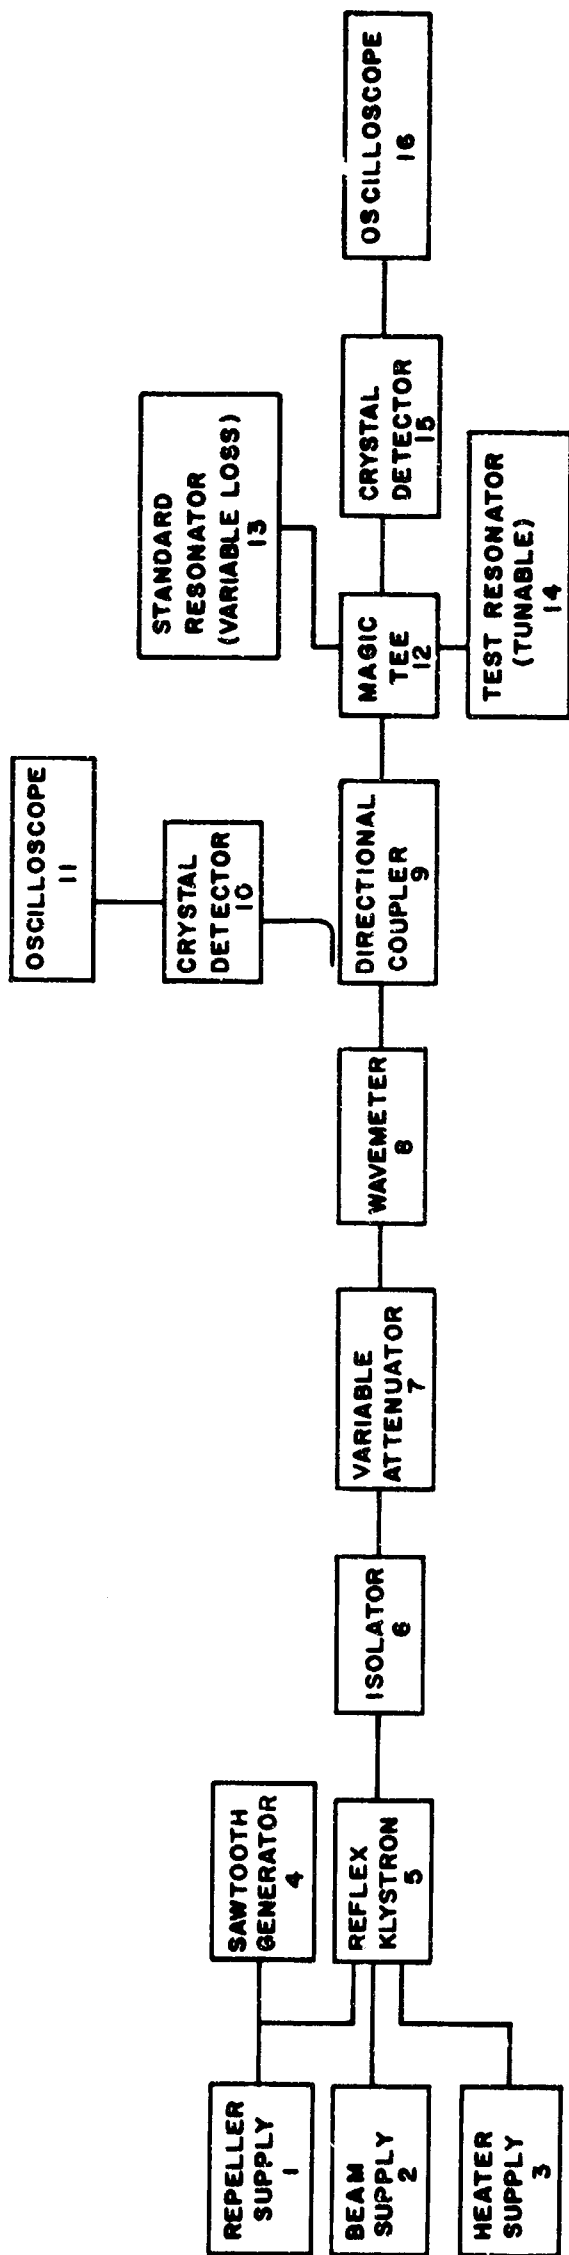 REPELLER
SUPPLY
1
BEAM
SUPPLY
2
HEATER
SUPPLY
3
SAWTOOTH
GENERATOR
4
REFLEX
KLYSTRON
5
ISOLATOR
6
VARIABLE
ATTENUATOR
7
WAVEMETER
8
DIRECTIONAL
COUPLER
9
CRYSTAL
DETECTOR
10
OSCILLOSCOPE
11
MAGIC
TEE
12
STANDARD
RESONATOR
(VARIABLE LOSS)
13
TEST RESONATOR
(TUNABLE)
14
CRYSTAL
DETECTOR
15
OSCILLOSCOPE
16